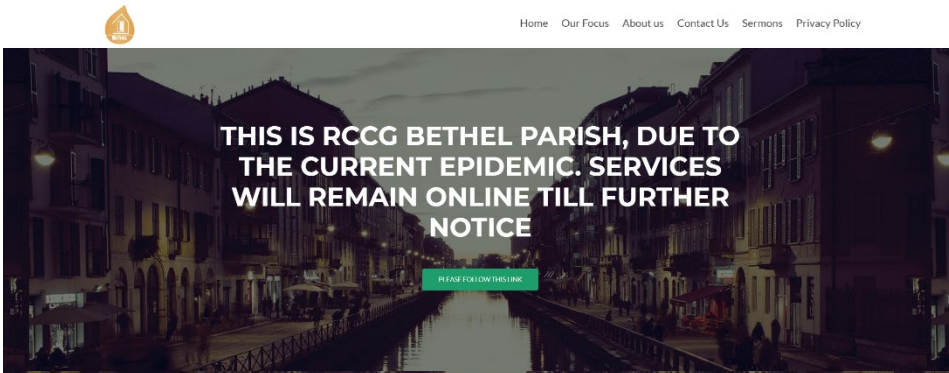 BETHEL
Home Our Focus About us Contact Us Sermons Privacy Policy
THIS IS RCCG BETHEL PARISH, DUE TO
THE CURRENT EPIDEMIC. SERVICES
WILL REMAIN ONLINE TILL FURTHER
NOTICE
PLEASE FOLLOW THIS LINK